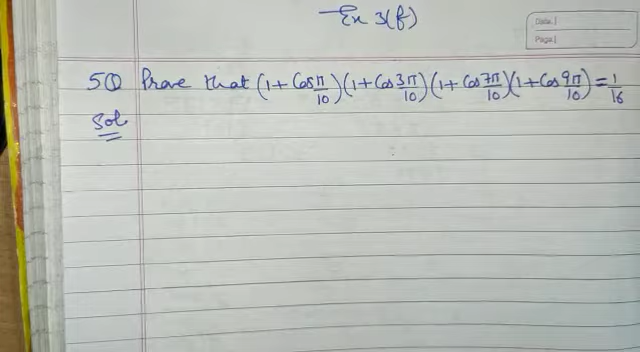 Ex 3(f)
Date |
Page |
5Q Prove that (1+Cos π/10)(1+Cos 3π/10)(1+Cos 7π/10)(1+Cos 9π/10) = 1/16
Sol